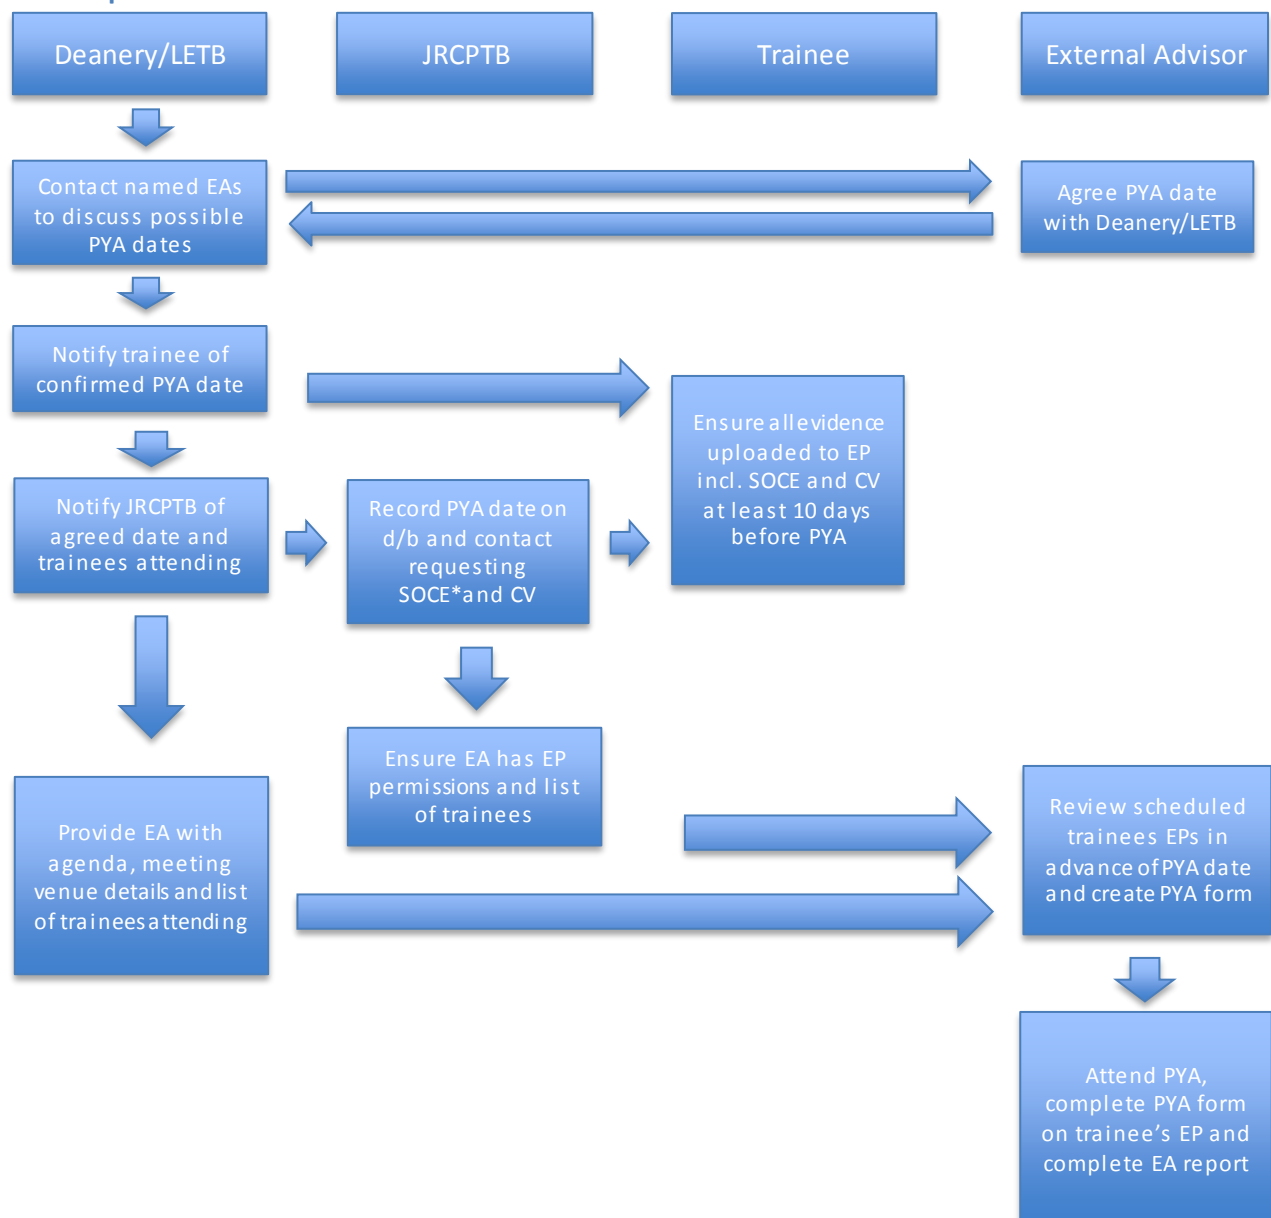 Deanery/LETB
JRCPTB
Trainee
External Advisor
Contact named EAs
to discuss possible
PYA dates
Agree PYA date
with Deanery/LETB
Notify trainee of
confirmed PYA date
Ensure all evidence
uploaded to EP
incl. SOCE and CV
at least 10 days
before PYA
Notify JRCPTB of
agreed date and
trainees attending
Record PYA date on
d/b and contact
requesting
SOCE* and CV
Ensure EA has EP
permissions and list
of trainees
Provide EA with
agenda, meeting
venue details and list
of trainees attending
Review scheduled
trainees EPs in
advance of PYA date
and create PYA form
Attend PYA,
complete PYA form
on trainee's EP and
complete EA report